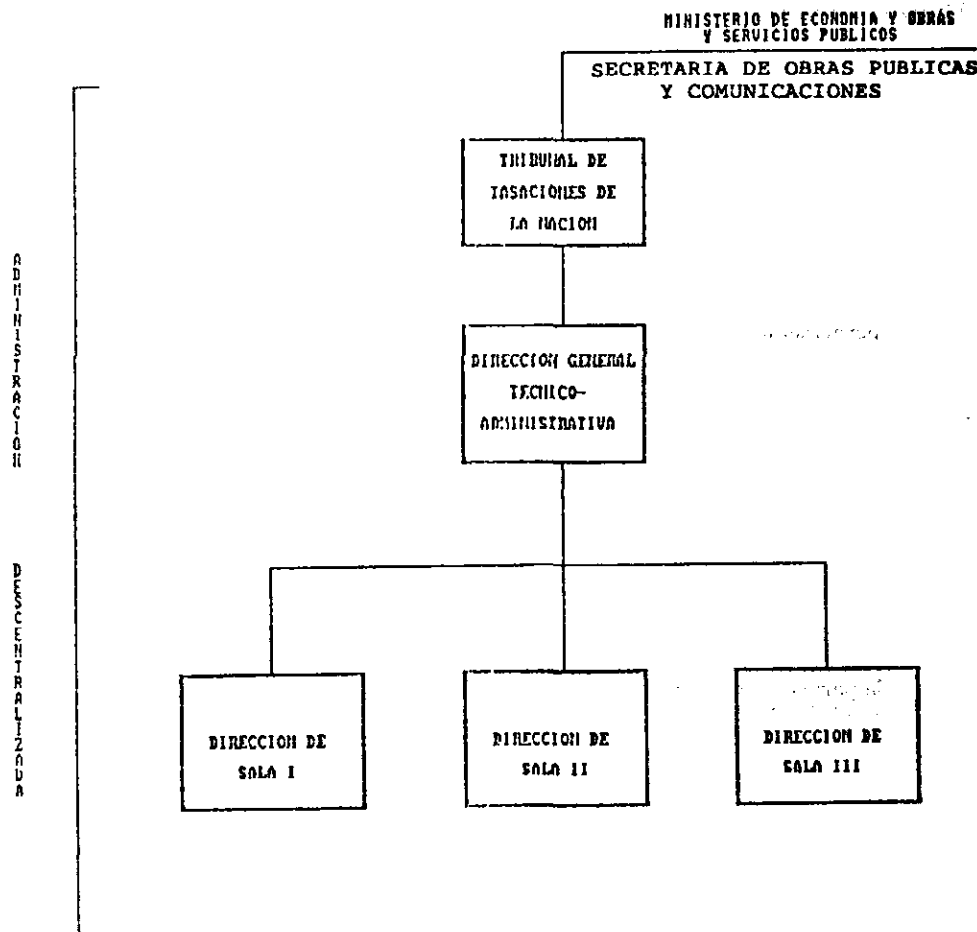 MINISTERIO DE ECONOMIA Y OBRAS
Y SERVICIOS PUBLICOS
SECRETARIA DE OBRAS PUBLICAS
Y COMUNICACIONES
TRIBUNAL DE
TASACIONES DE
LA NACION
DIRECCION GENERAL
TECNICO-
ADMINISTRATIVA
DIRECCION DE
SALA I
DIRECCION DE
SALA II
DIRECCION DE
SALA III
ADMINISTRACION
DESCENTRALIZADA